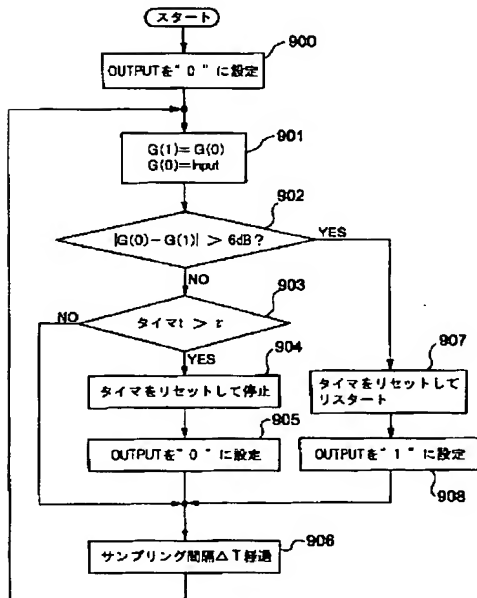 スタート
900
OUTPUTを"0"に設定
901
G(1)=G(0)
G(0)=Input
902
|G(0)-G(1)| > 6dB?
YES
NO
903
NO
タイマt > τ
YES
904
907
タイマをリセットして停止
タイマをリセットして
リスタート
905
OUTPUTを"0"に設定
OUTPUTを"1"に設定
908
906
サンプリング間隔ΔT経過